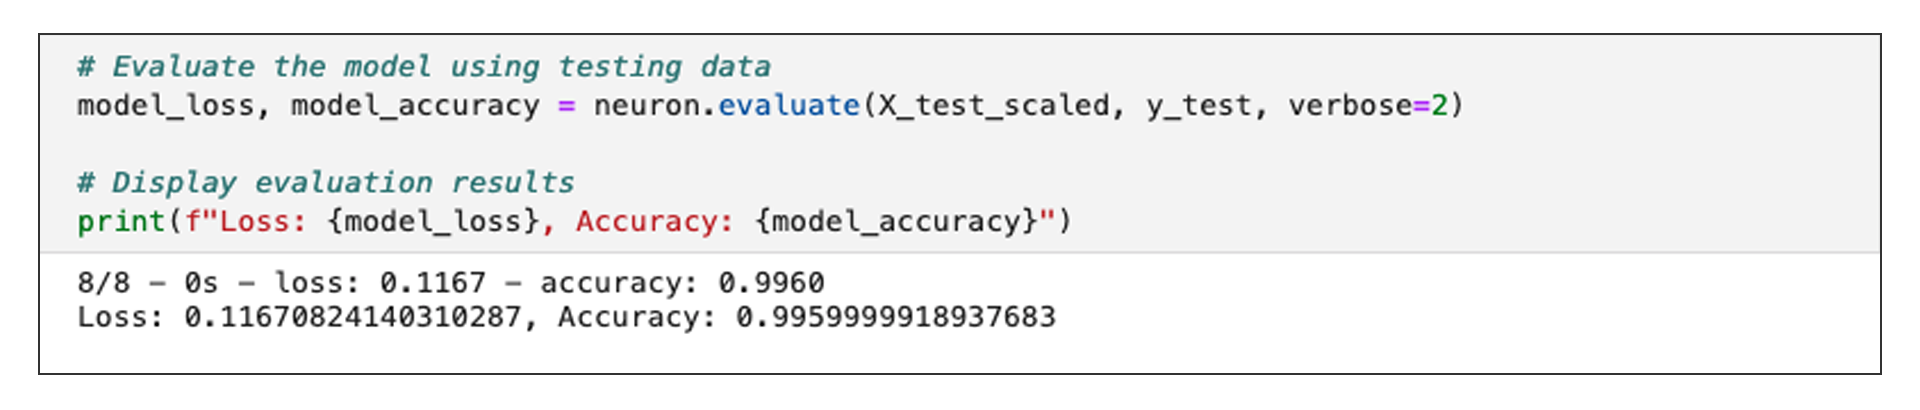 # Evaluate the model using testing data
model_loss, model_accuracy = neuron.evaluate(X_test_scaled, y_test, verbose=2)
# Display evaluation results
print(f"Loss: {model_loss}, Accuracy: {model_accuracy}")
8/8 – 0s – loss: 0.1167 – accuracy: 0.9960
Loss: 0.11670824140310287, Accuracy: 0.9959999918937683